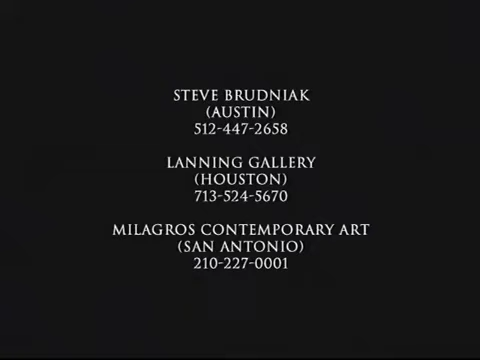 STEVE BRUDNIAK
(AUSTIN)
512-447-2658
LANNING GALLERY
(HOUSTON)
713-524-5670
MILAGROS CONTEMPORARY ART
(SAN ANTONIO)
210-227-0001